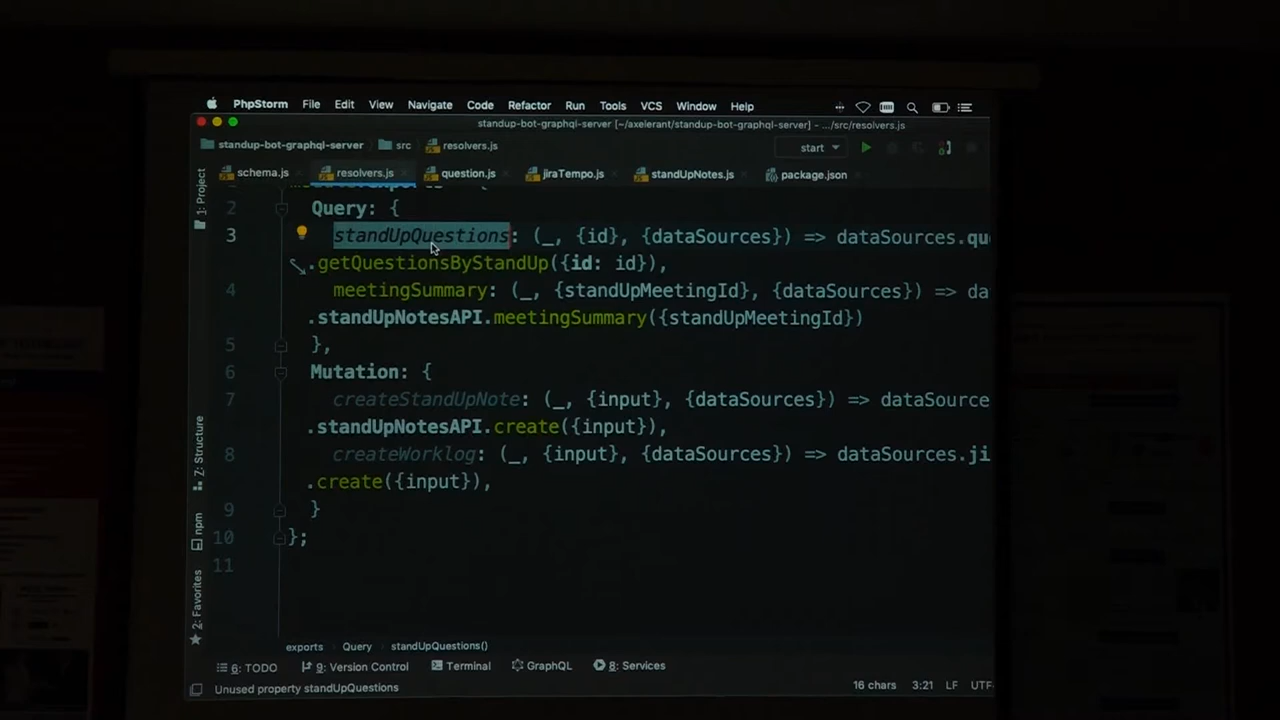 PhpStorm File Edit View Navigate Code Refactor Run Tools VCS Window Help
standup-bot-graphql-server [~/axelerant/standup-bot-graphql-server] - .../src/resolvers.js
standup-bot-graphql-server src resolvers.js start
schema.js resolvers.js question.js jiraTempo.js standUpNotes.js package.json
1: Project
2 Query: {
3 standUpQuestions: (_, {id}, {dataSources}) => dataSources.qu
.getQuestionsByStandUp({id: id}),
4 meetingSummary: (_, {standUpMeetingId}, {dataSources}) => da
.standUpNotesAPI.meetingSummary({standUpMeetingId})
5 },
6 Mutation: {
7 createStandUpNote: (_, {input}, {dataSources}) => dataSource
.standUpNotesAPI.create({input}),
8 createWorklog: (_, {input}, {dataSources}) => dataSources.ji
.create({input}),
9 }
10 };
11
7: Structure
npm
2: Favorites
exports Query standUpQuestions()
6: TODO 9: Version Control Terminal GraphQL 8: Services
Unused property standUpQuestions 16 chars 3:21 LF UTF-